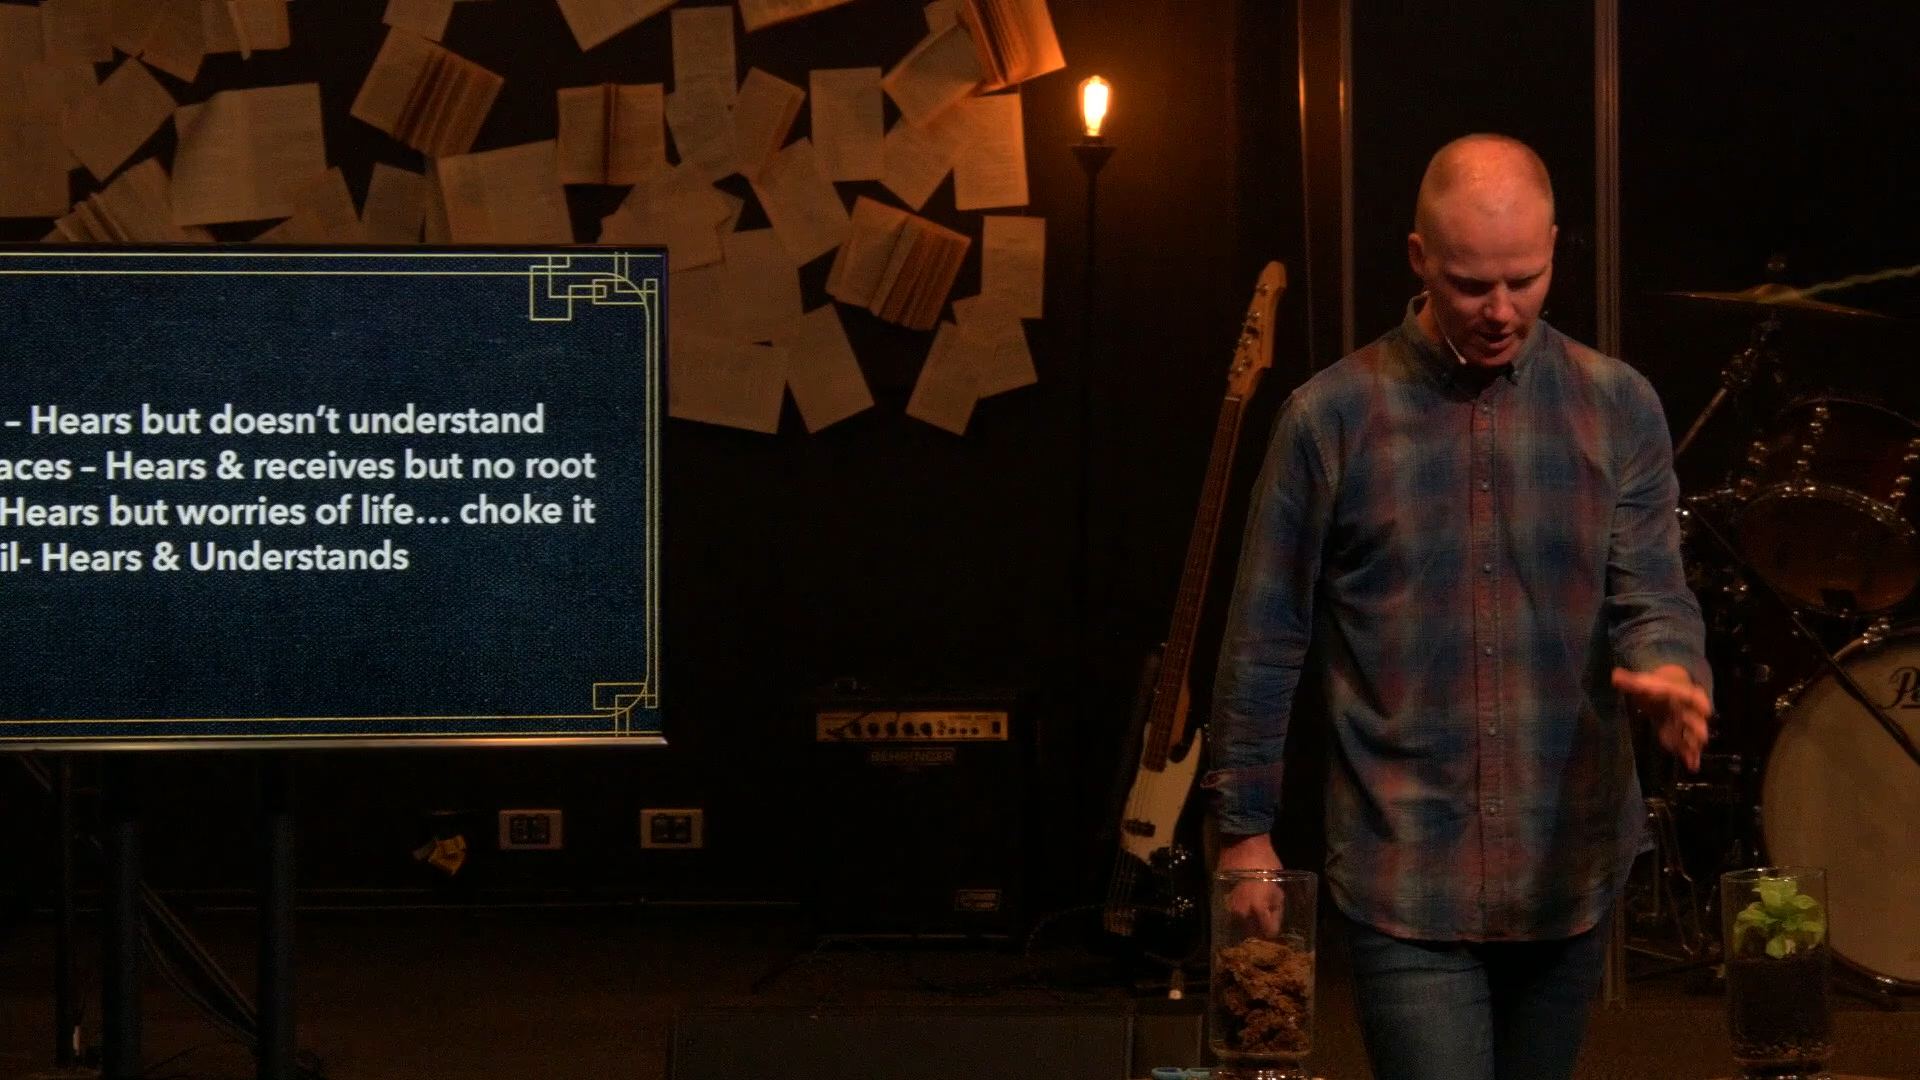 – Hears but doesn’t understand
aces – Hears & receives but no root
Hears but worries of life... choke it
il- Hears & Understands
BEHRINGER